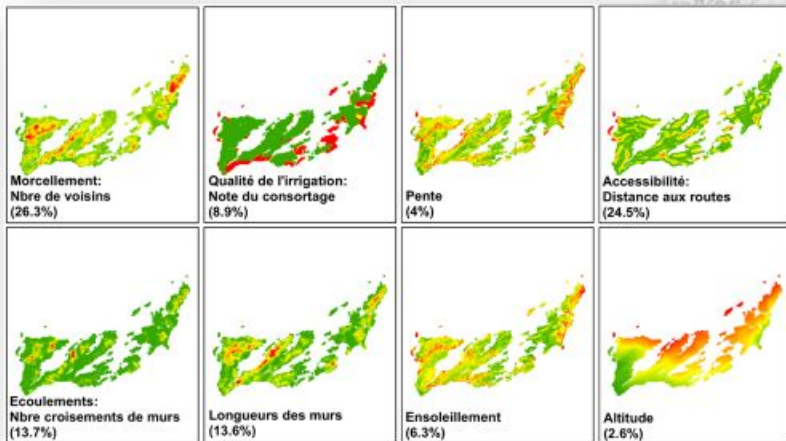 Morcellement:
Nbre de voisins
(26.3%)
Qualité de l'irrigation:
Note du consortage
(8.9%)
Pente
(4%)
Accessibilité:
Distance aux routes
(24.5%)
Ecoulements:
Nbre croisements de murs
(13.7%)
Longueurs des murs
(13.6%)
Ensoleillement
(6.3%)
Altitude
(2.6%)